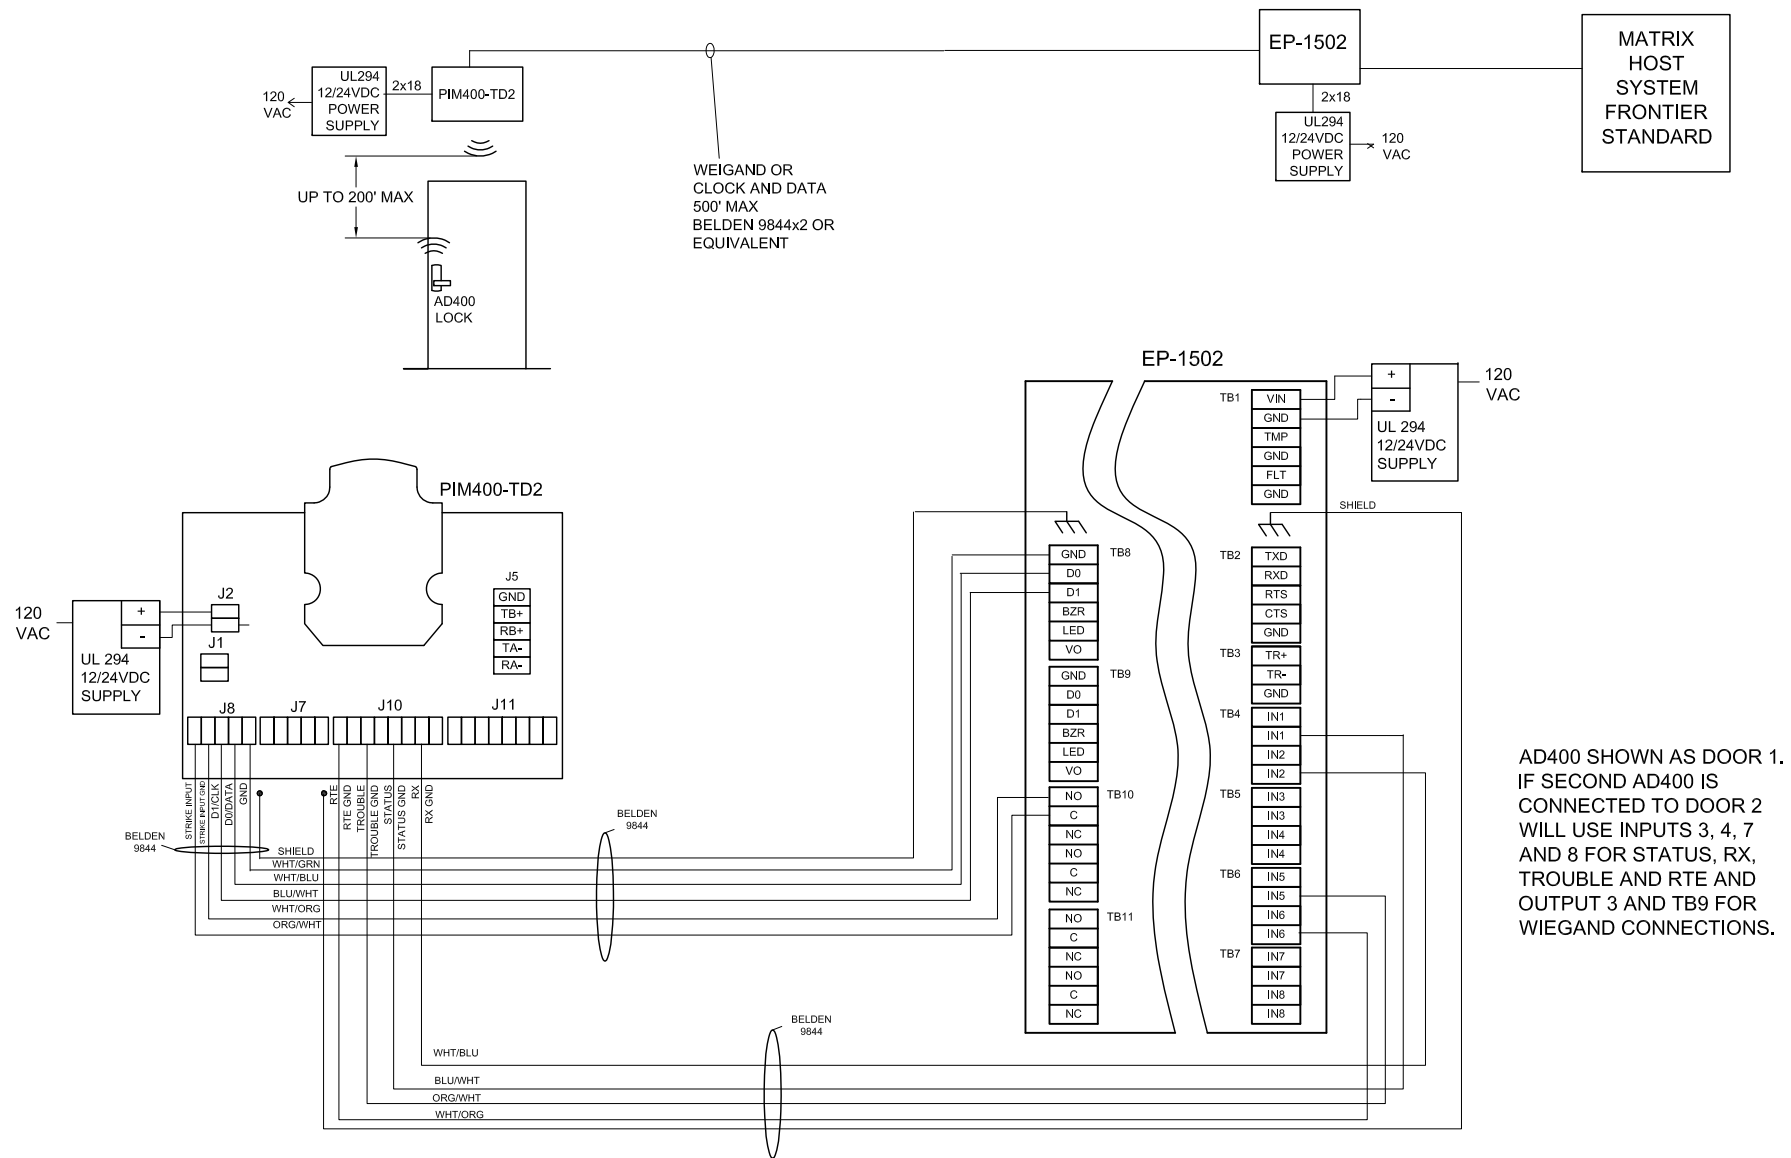 120
VAC
UL294
12/24VDC
POWER
SUPPLY
2x18
PIM400-TD2
EP-1502
MATRIX
HOST
SYSTEM
FRONTIER
STANDARD
2x18
UL294
12/24VDC
POWER
SUPPLY
120
VAC
UP TO 200' MAX
WEIGAND OR
CLOCK AND DATA
500' MAX
BELDEN 9844x2 OR
EQUIVALENT
AD400
LOCK
EP-1502
TB1
VIN
GND
TMP
GND
FLT
GND
+
-
UL 294
12/24VDC
SUPPLY
120
VAC
SHIELD
PIM400-TD2
120
VAC
+
-
UL 294
12/24VDC
SUPPLY
J2
J1
J5
GND
TB+
RB+
TA-
RA-
J8
J7
J10
J11
STRIKE INPUT
STRIKE INPUT GND
D1/CLK
D0/DATA
GND
RTE
RTE GND
TROUBLE
TROUBLE GND
STATUS
STATUS GND
RX
RX GND
BELDEN
9844
SHIELD
WHT/GRN
WHT/BLU
BLU/WHT
WHT/ORG
ORG/WHT
BELDEN
9844
GND
D0
D1
BZR
LED
VO
TB8
GND
D0
D1
BZR
LED
VO
TB9
NO
C
NC
NO
C
NC
TB10
NO
C
NC
NO
C
NC
TB11
TB2
TXD
RXD
RTS
CTS
GND
TB3
TR+
TR-
GND
TB4
IN1
IN1
IN2
IN2
TB5
IN3
IN3
IN4
IN4
TB6
IN5
IN5
IN6
IN6
TB7
IN7
IN7
IN8
IN8
AD400 SHOWN AS DOOR 1.
IF SECOND AD400 IS
CONNECTED TO DOOR 2
WILL USE INPUTS 3, 4, 7
AND 8 FOR STATUS, RX,
TROUBLE AND RTE AND
OUTPUT 3 AND TB9 FOR
WIEGAND CONNECTIONS.
BELDEN
9844
WHT/BLU
BLU/WHT
ORG/WHT
WHT/ORG